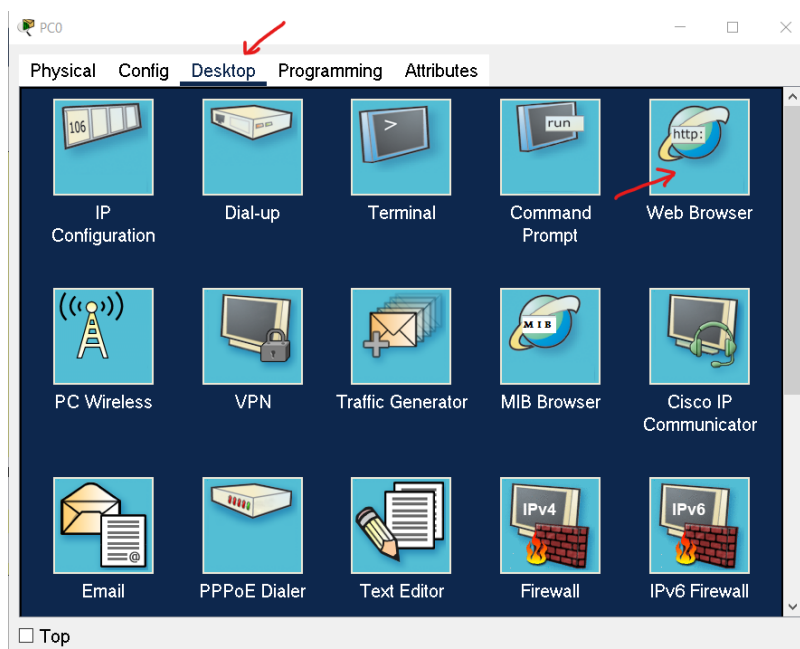 PC0
Physical Config Desktop Programming Attributes
106
>
run
http:
IP
Configuration
Dial-up
Terminal
Command
Prompt
Web Browser
MIB
PC Wireless
VPN
Traffic Generator
MIB Browser
Cisco IP
Communicator
@
IPv4
IPv6
Email
PPPoE Dialer
Text Editor
Firewall
IPv6 Firewall
Top